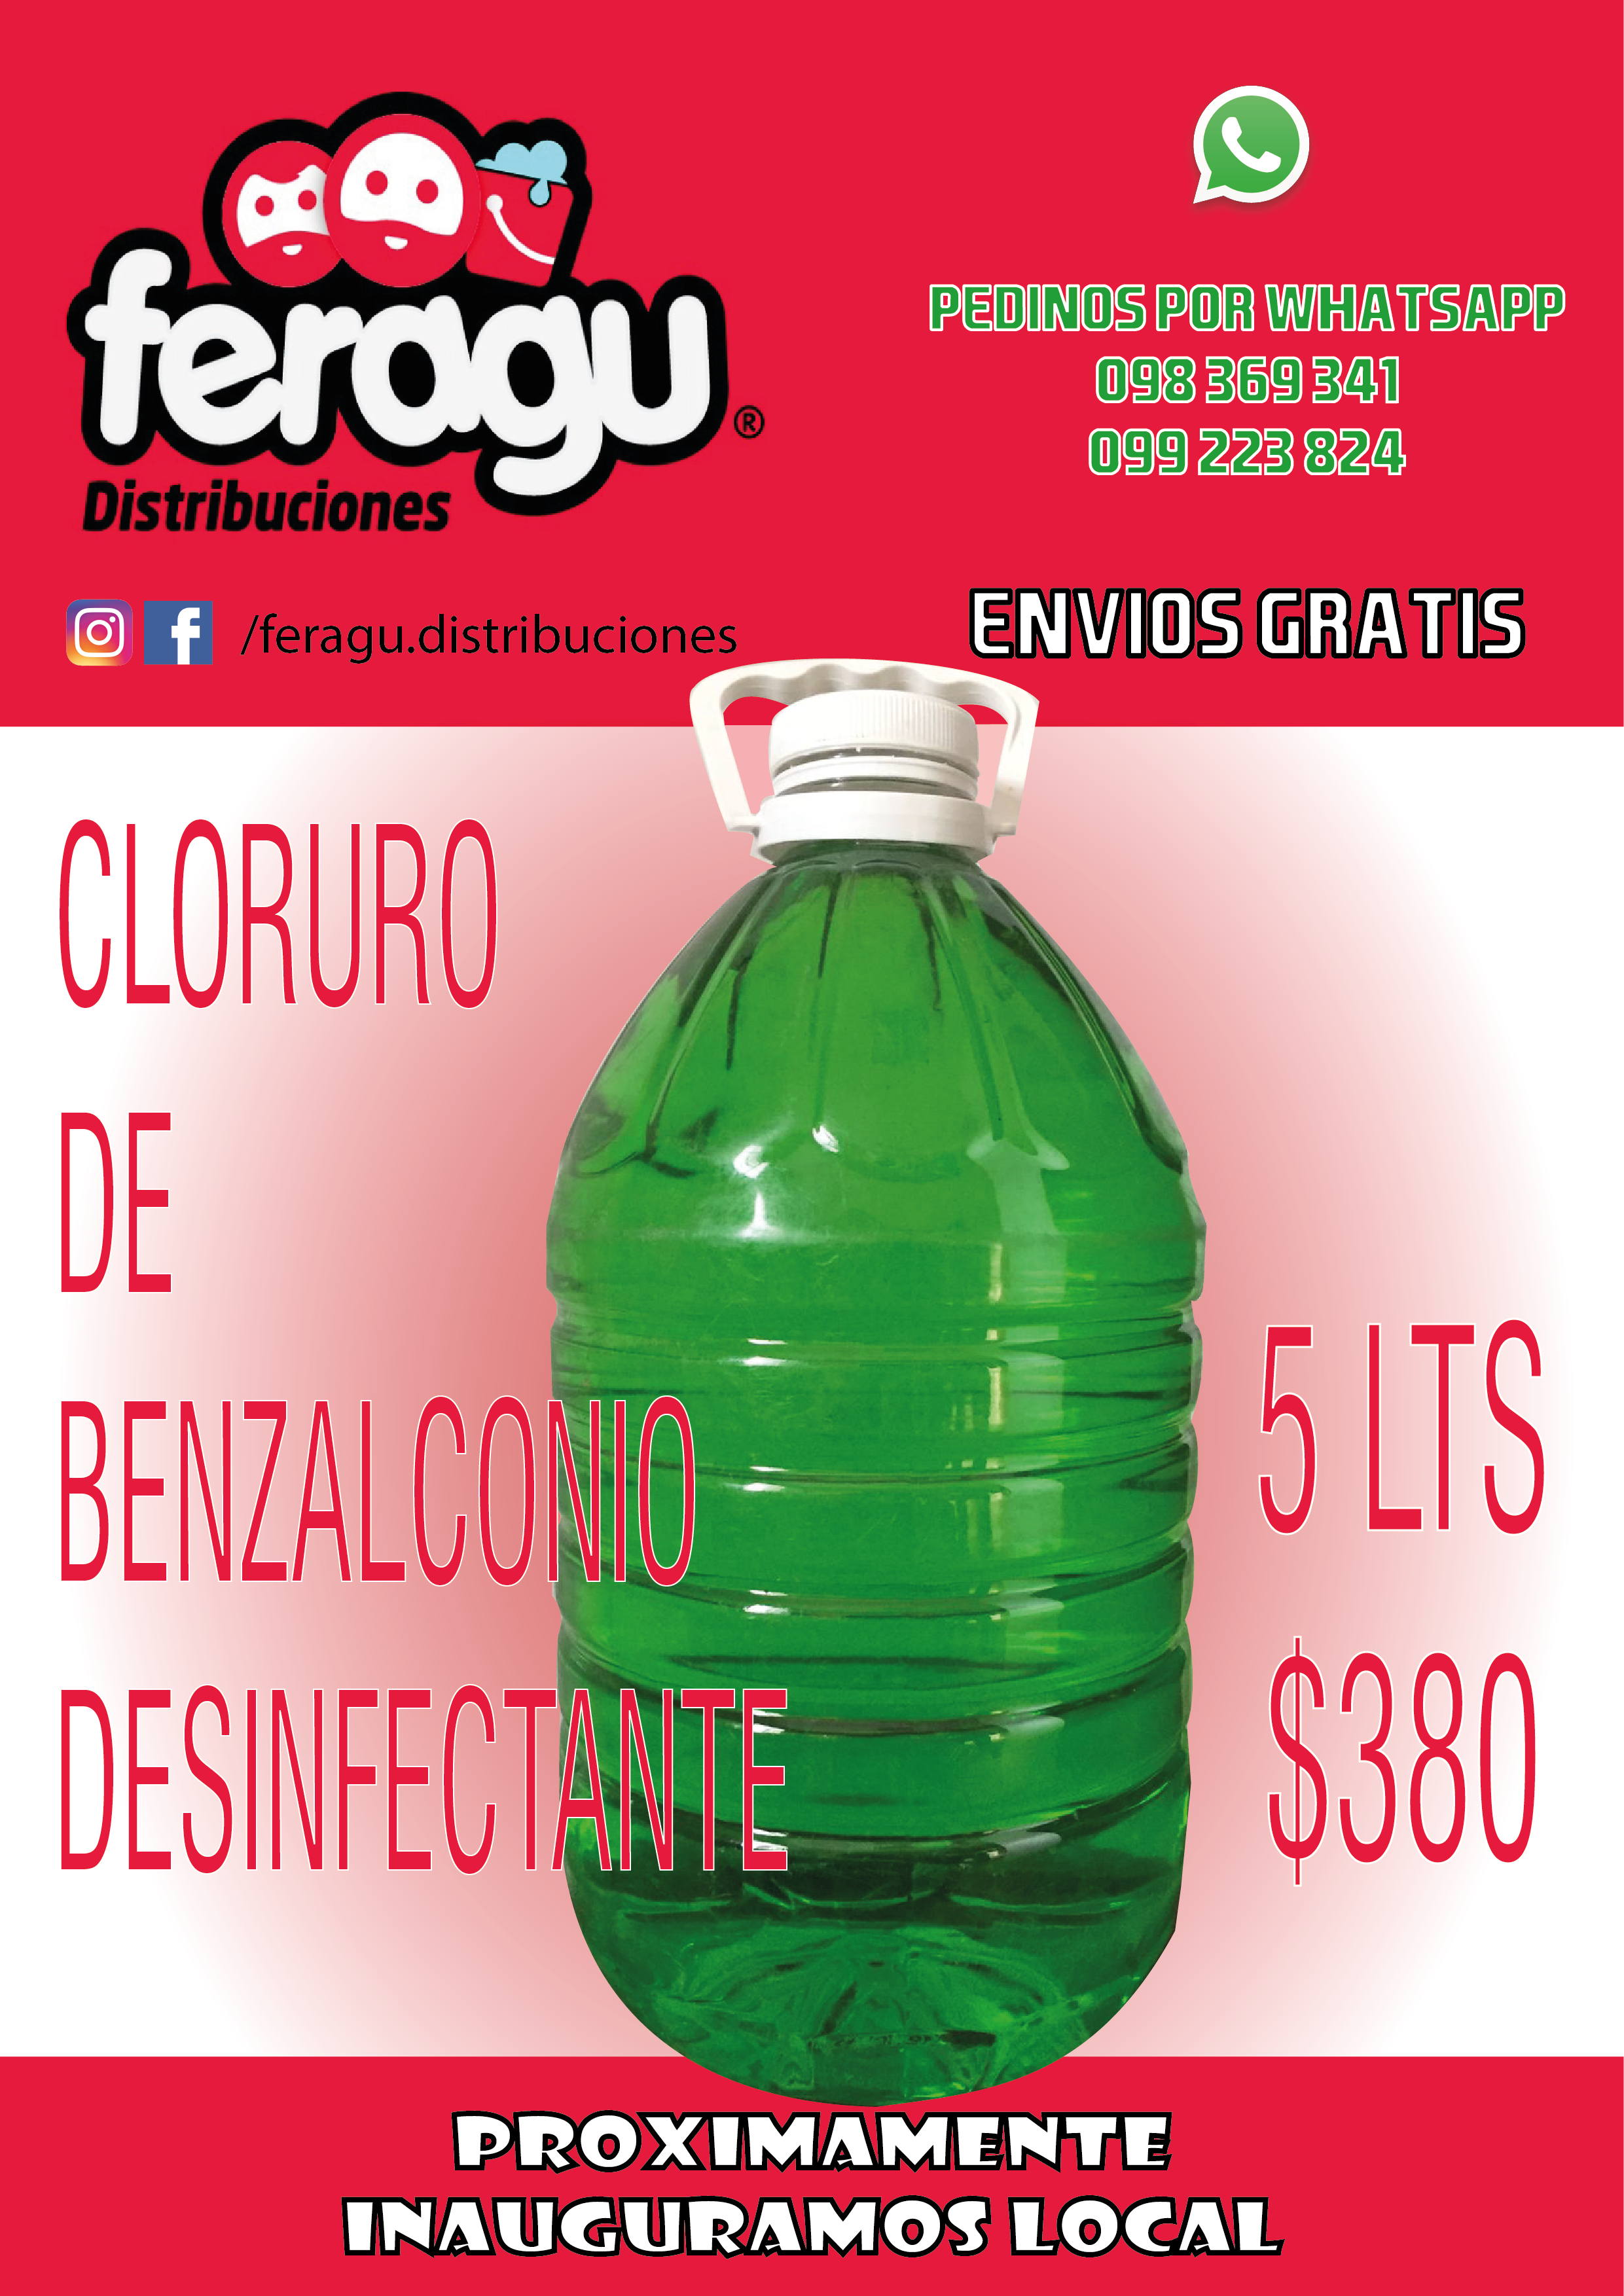 feragu
®
Distribuciones
/feragu.distribuciones
PEDINOS POR WHATSAPP
098 369 341
099 223 824
ENVIOS GRATIS
CLORURO
DE
BENZALCONIO
DESINFECTANTE
5 LTS
$380
PROXIMAMENTE
INAUGURAMOS LOCAL